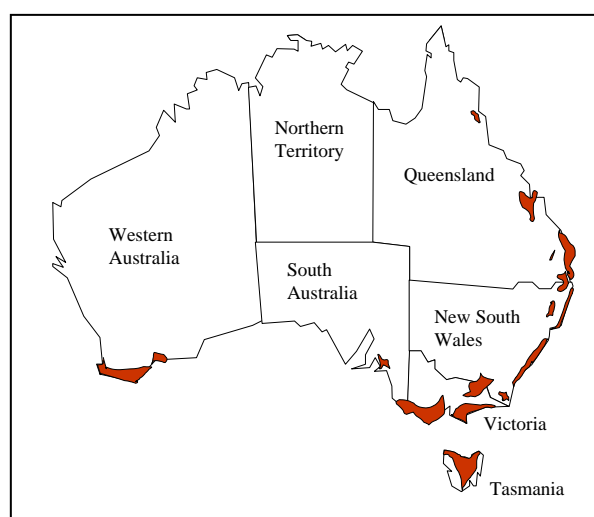 Northern
Territory
Queensland
Western
Australia
South
Australia
New South
Wales
Victoria
Tasmania